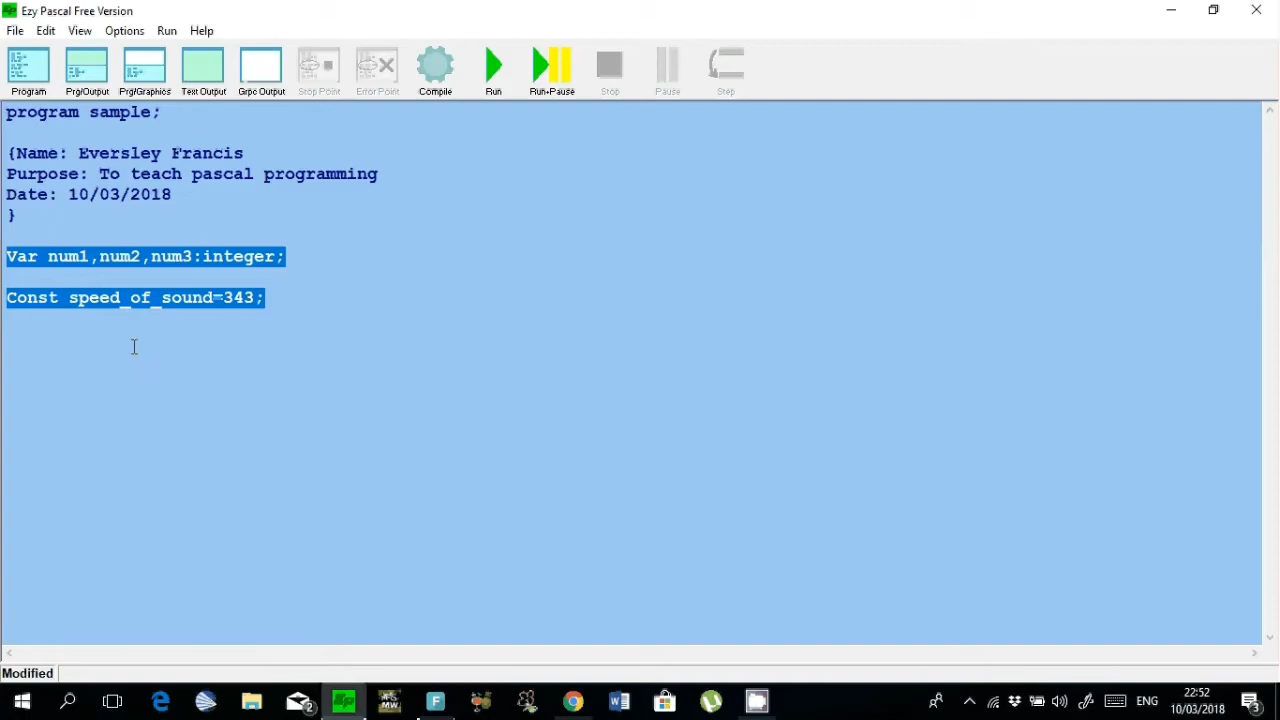 Ezy Pascal Free Version
File Edit View Options Run Help
Program Prg/Output Prg/Graphics Text Output Grpc Output Stop Point Error Point Compile Run Run+Pause Stop Pause Step
program sample;
{Name: Eversley Francis
Purpose: To teach pascal programming
Date: 10/03/2018
}
Var num1,num2,num3:integer;
Const speed_of_sound=343;
Modified
ENG
22:52
10/03/2018